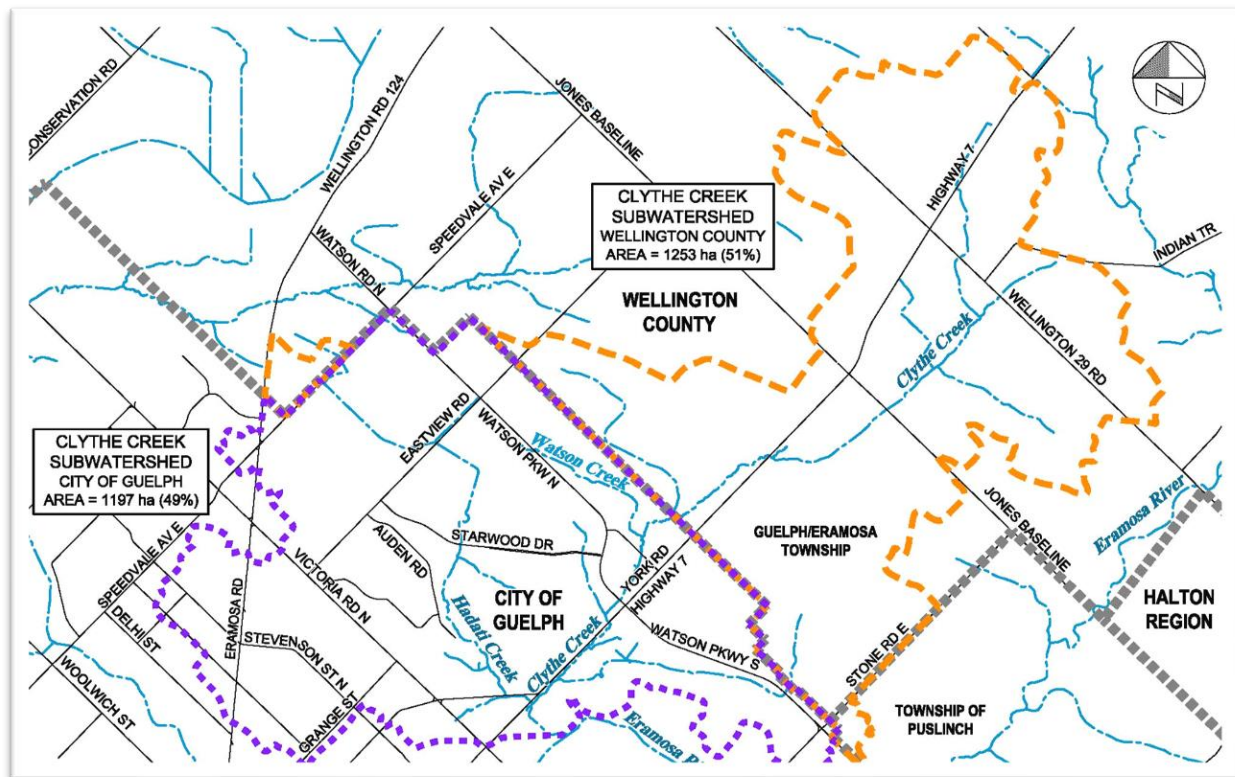 CONSERVATION RD
WELLINGTON RD 124
JONES BASELINE
HIGHWAY 7
N
SPEEDVALE AV E
WATSON RD N
CLYTHE CREEK
SUBWATERSHED
WELLINGTON COUNTY
AREA = 1253 ha (51%)
INDIAN TR
WELLINGTON
COUNTY
WELLINGTON 29 RD
Clythe Creek
EASTVIEW RD
WATSON PKW N
Watson Creek
CLYTHE CREEK
SUBWATERSHED
CITY OF GUELPH
AREA = 1197 ha (49%)
SPEEDVALE AV E
DELHI ST
WOOLWICH ST
ERAMOSA RD
STEVENSON ST N
VICTORIA RD N
GRANGE ST
AUDEN RD
STARWOOD DR
CITY OF
GUELPH
Hadati Creek
Clythe Creek
YORK RD
HIGHWAY 7
WATSON PKWY S
GUELPH/ERAMOSA
TOWNSHIP
JONES BASELINE
Eramosa River
HALTON
REGION
STONE RD E
TOWNSHIP OF
PUSLINCH
Eramosa